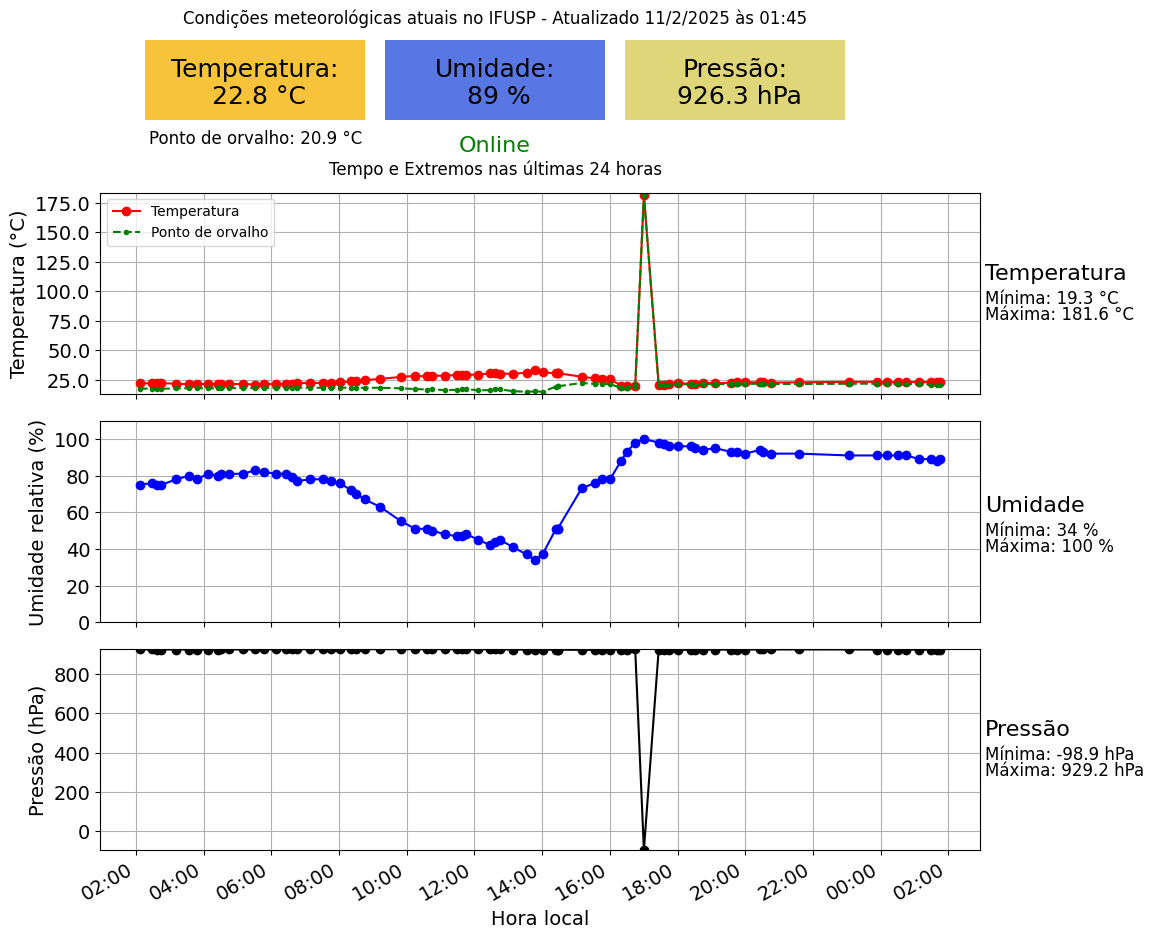 Condições meteorológicas atuais no IFUSP - Atualizado 11/2/2025 às 01:45
Temperatura:
22.8 °C
Umidade:
89 %
Pressão:
926.3 hPa
Ponto de orvalho: 20.9 °C
Online
Tempo e Extremos nas últimas 24 horas
Temperatura (°C)
175.0
150.0
125.0
100.0
75.0
50.0
25.0
Temperatura
Ponto de orvalho
Temperatura
Mínima: 19.3 °C
Máxima: 181.6 °C
Umidade relativa (%)
100
80
60
40
20
0
Umidade
Mínima: 34 %
Máxima: 100 %
Pressão (hPa)
800
600
400
200
0
Pressão
Mínima: -98.9 hPa
Máxima: 929.2 hPa
02:00 04:00 06:00 08:00 10:00 12:00 14:00 16:00 18:00 20:00 22:00 00:00 02:00
Hora local